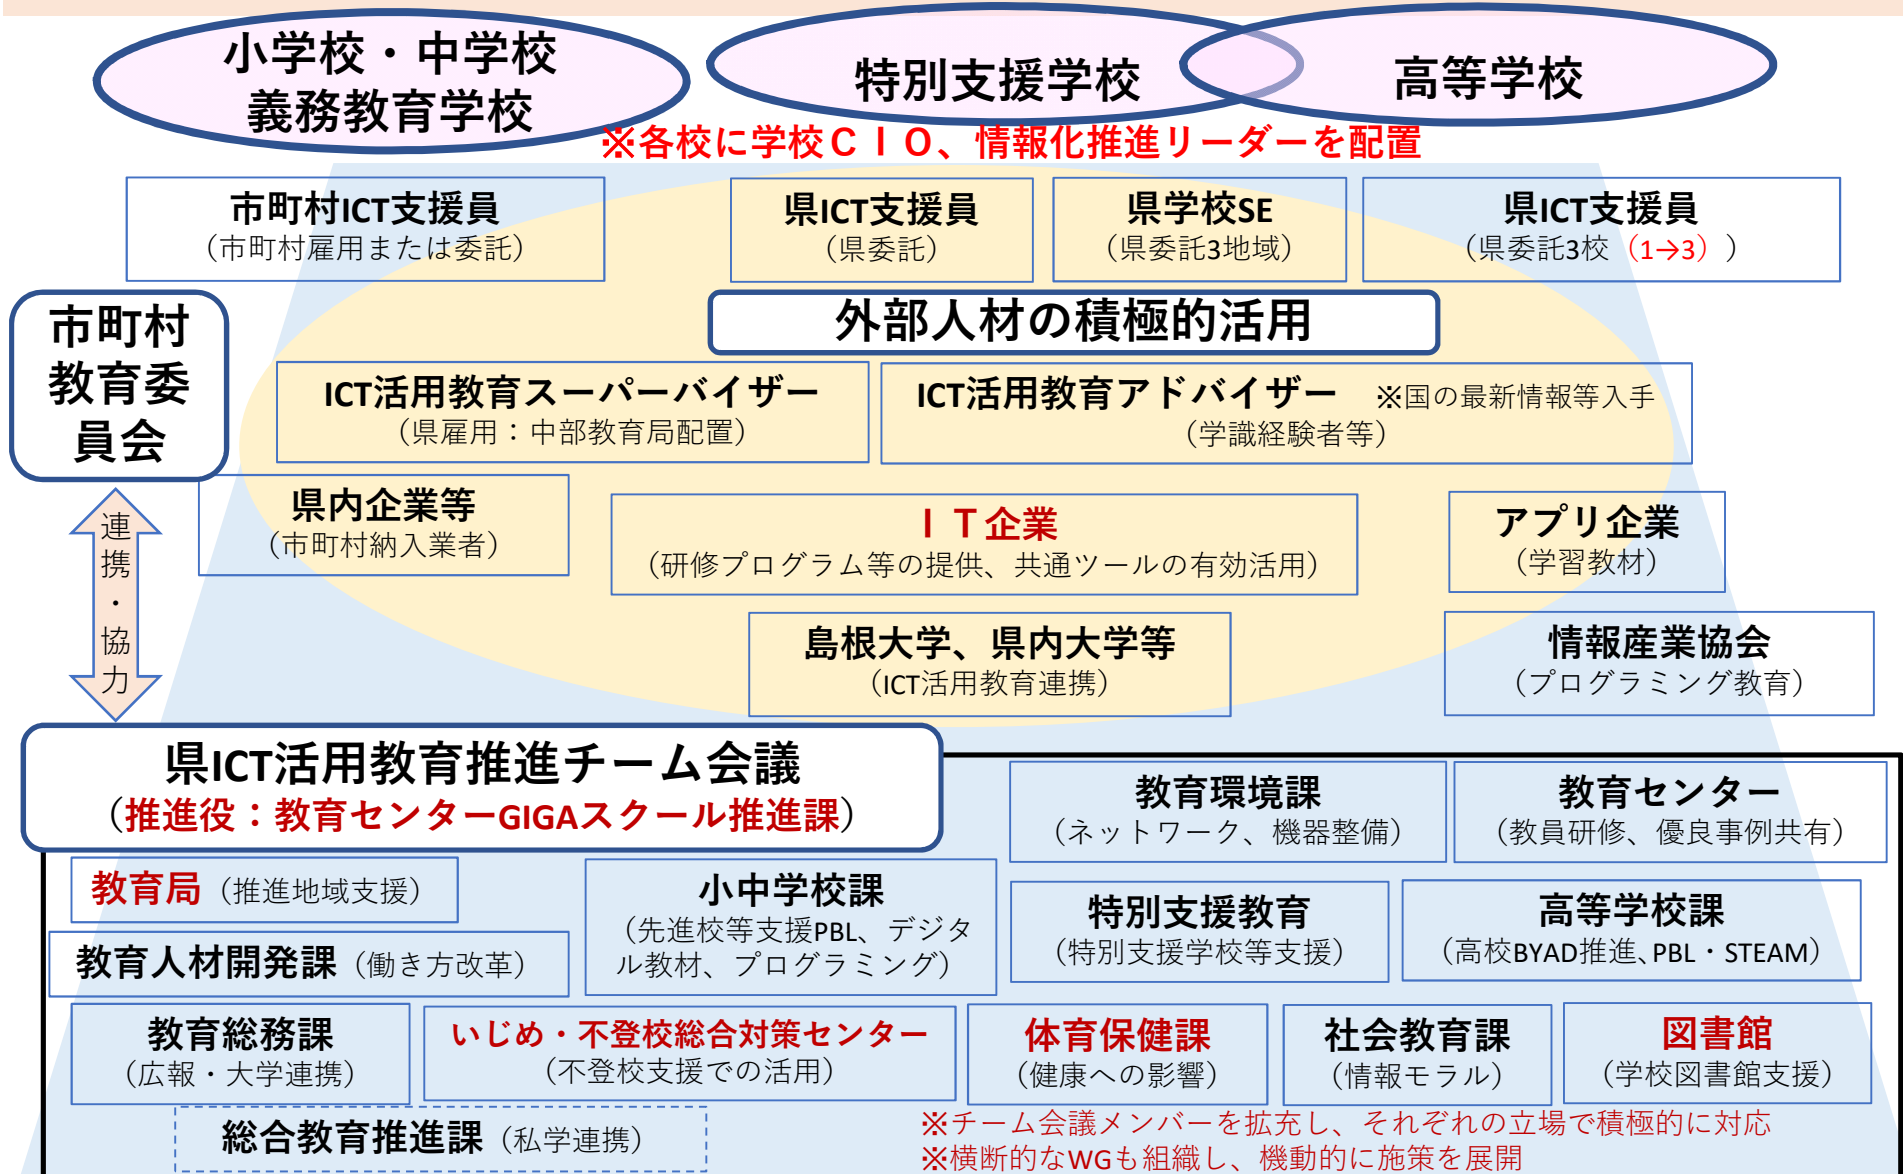 小学校・中学校
義務教育学校
特別支援学校
高等学校
※各校に学校ＣＩＯ、情報化推進リーダーを配置
市町村ICT支援員
（市町村雇用または委託）
県ICT支援員
（県委託）
県学校SE
（県委託3地域）
県ICT支援員
（県委託3校（1→3））
市町村
教育委
員会
外部人材の積極的活用
ICT活用教育スーパーバイザー
（県雇用：中部教育局配置）
ICT活用教育アドバイザー　※国の最新情報等入手
（学識経験者等）
連携・協力
県内企業等
（市町村納入業者）
ＩＴ企業
（研修プログラム等の提供、共通ツールの有効活用）
アプリ企業
（学習教材）
島根大学、県内大学等
（ICT活用教育連携）
情報産業協会
（プログラミング教育）
県ICT活用教育推進チーム会議
（推進役：教育センターGIGAスクール推進課）
教育環境課
（ネットワーク、機器整備）
教育センター
（教員研修、優良事例共有）
教育局（推進地域支援）
小中学校課
（先進校等支援PBL、デジタ
ル教材、プログラミング）
特別支援教育
（特別支援学校等支援）
高等学校課
（高校BYAD推進、PBL・STEAM）
教育人材開発課（働き方改革）
教育総務課
（広報・大学連携）
いじめ・不登校総合対策センター
（不登校支援での活用）
体育保健課
（健康への影響）
社会教育課
（情報モラル）
図書館
（学校図書館支援）
総合教育推進課（私学連携）
※チーム会議メンバーを拡充し、それぞれの立場で積極的に対応
※横断的なWGも組織し、機動的に施策を展開